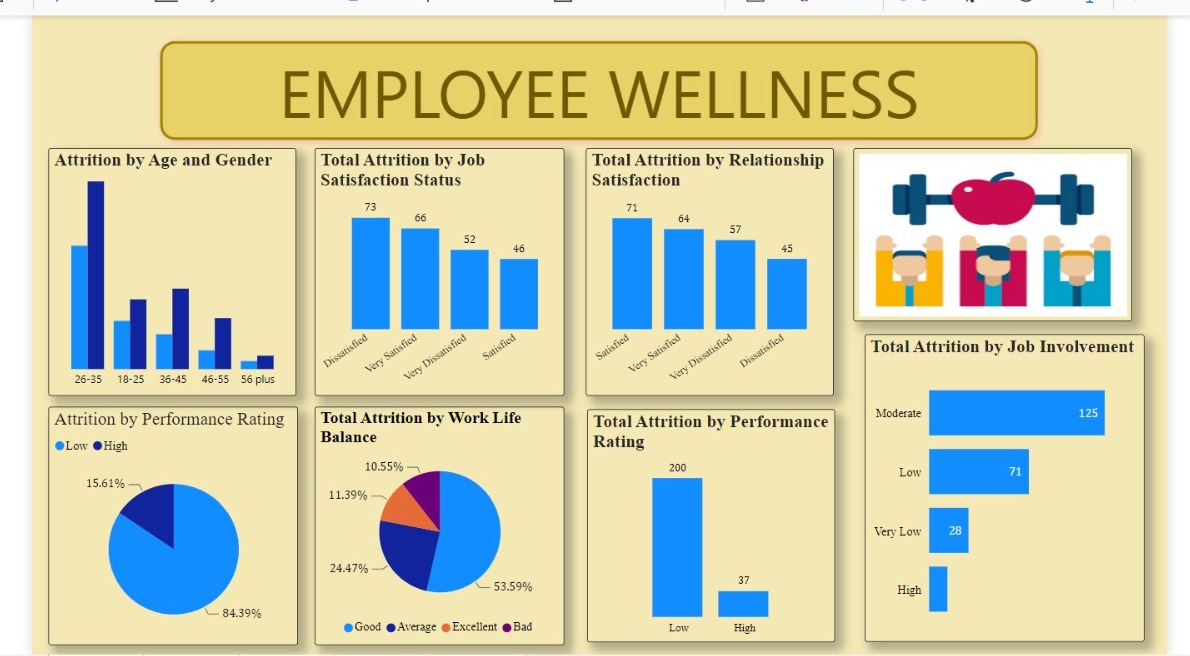 EMPLOYEE WELLNESS
Attrition by Age and Gender
26-35 18-25 36-45 46-55 56 plus
Total Attrition by Job
Satisfaction Status
73
66
52
46
Dissatisfied
Very Satisfied
Very Dissatisfied
Satisfied
Total Attrition by Relationship
Satisfaction
71
64
57
45
Satisfied
Very Satisfied
Very Dissatisfied
Dissatisfied
Total Attrition by Job Involvement
Moderate 125
Low 71
Very Low 28
High
Attrition by Performance Rating
Low High
15.61%
84.39%
Total Attrition by Work Life
Balance
10.55%
11.39%
24.47%
53.59%
Good Average Excellent Bad
Total Attrition by Performance
Rating
200
37
Low High